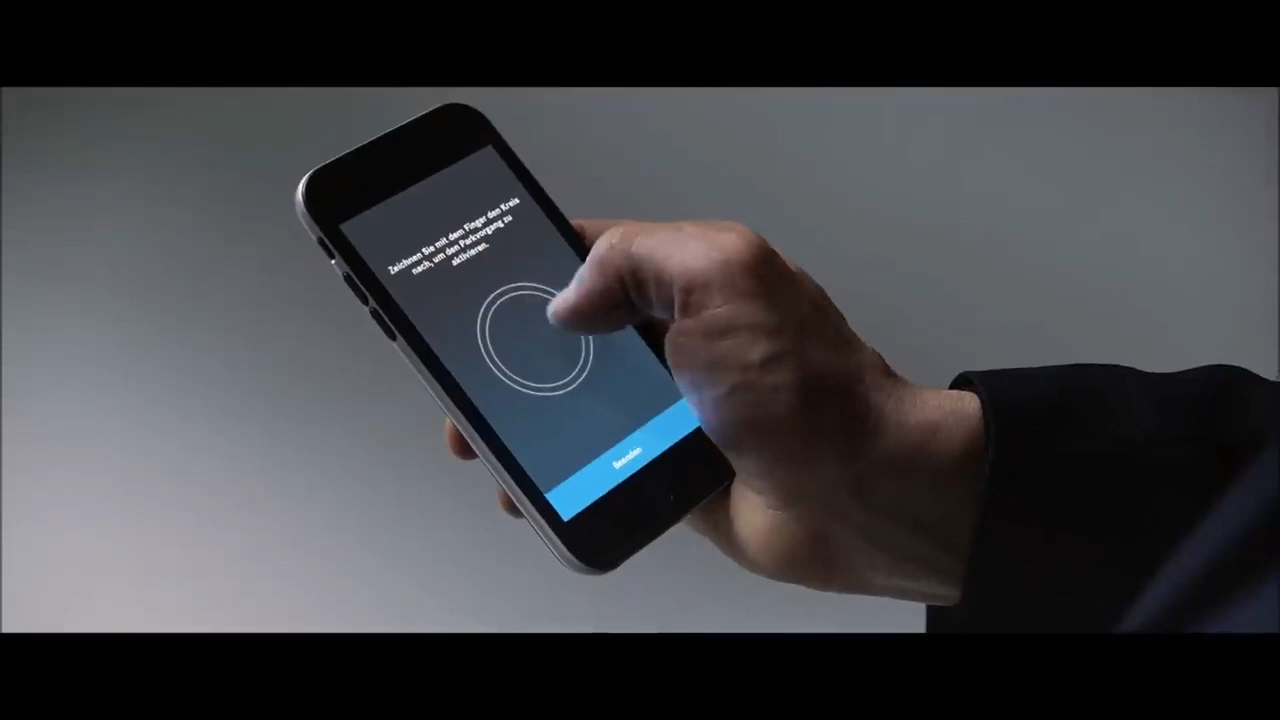 Zeichnen Sie mit dem Finger den Kreis
nach, um den Parkvorgang zu
aktivieren.
Beenden